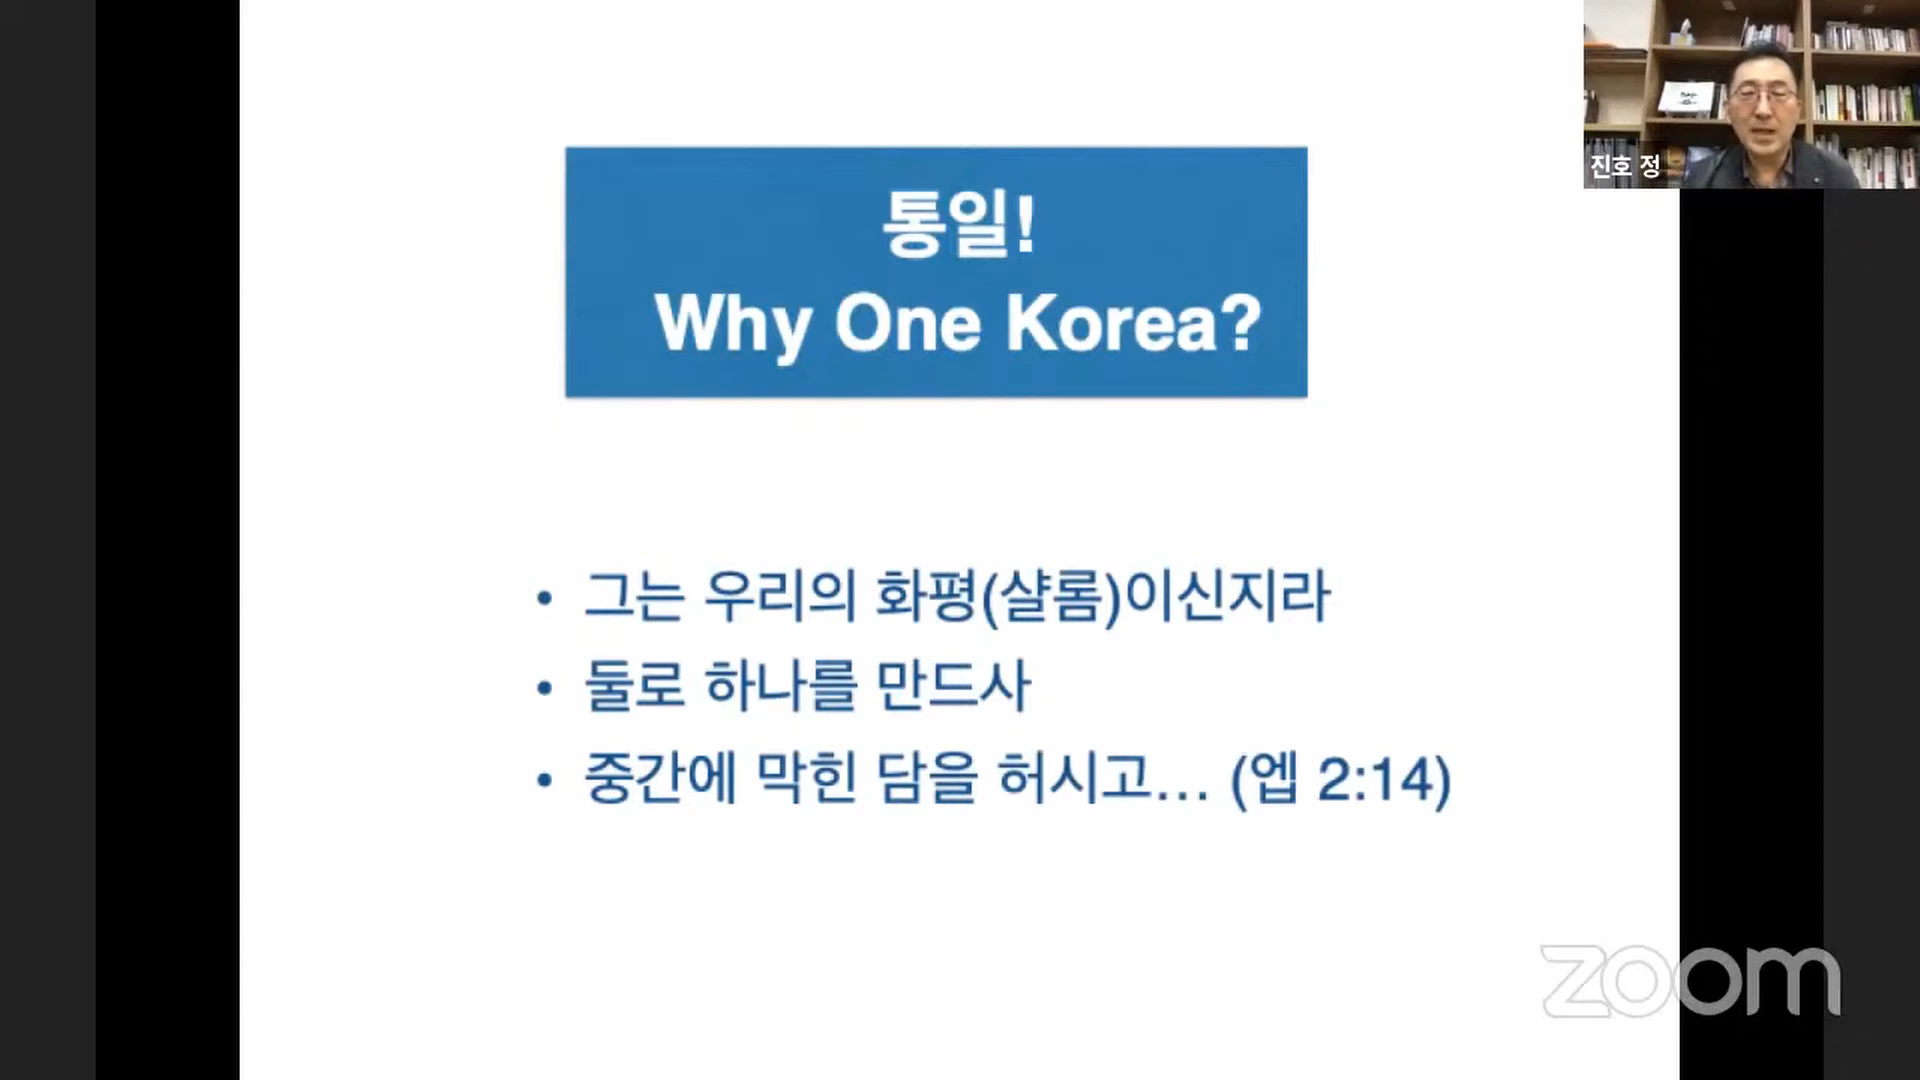 통일!
Why One Korea?
• 그는 우리의 화평(샬롬)이신지라
• 둘로 하나를 만드사
• 중간에 막힌 담을 허시고... (엡 2:14)
진호 정
zoom